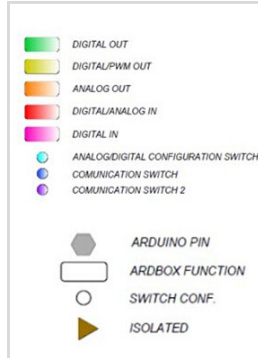 DIGITAL OUT
DIGITAL/PWM OUT
ANALOG OUT
DIGITAL/ANALOG IN
DIGITAL IN
ANALOG/DIGITAL CONFIGURATION SWITCH
COMUNICATION SWITCH
COMUNICATION SWITCH 2
ARDUINO PIN
ARDBOX FUNCTION
SWITCH CONF.
ISOLATED